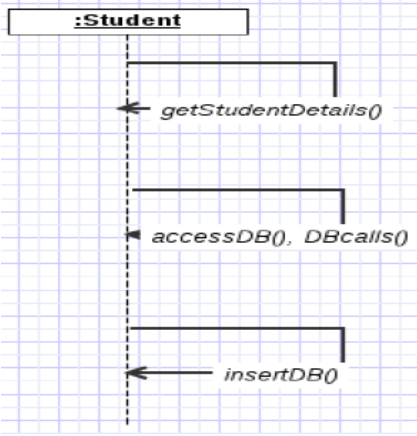 :Student
getStudentDetails()
accessDB(), DBcalls()
insertDB()